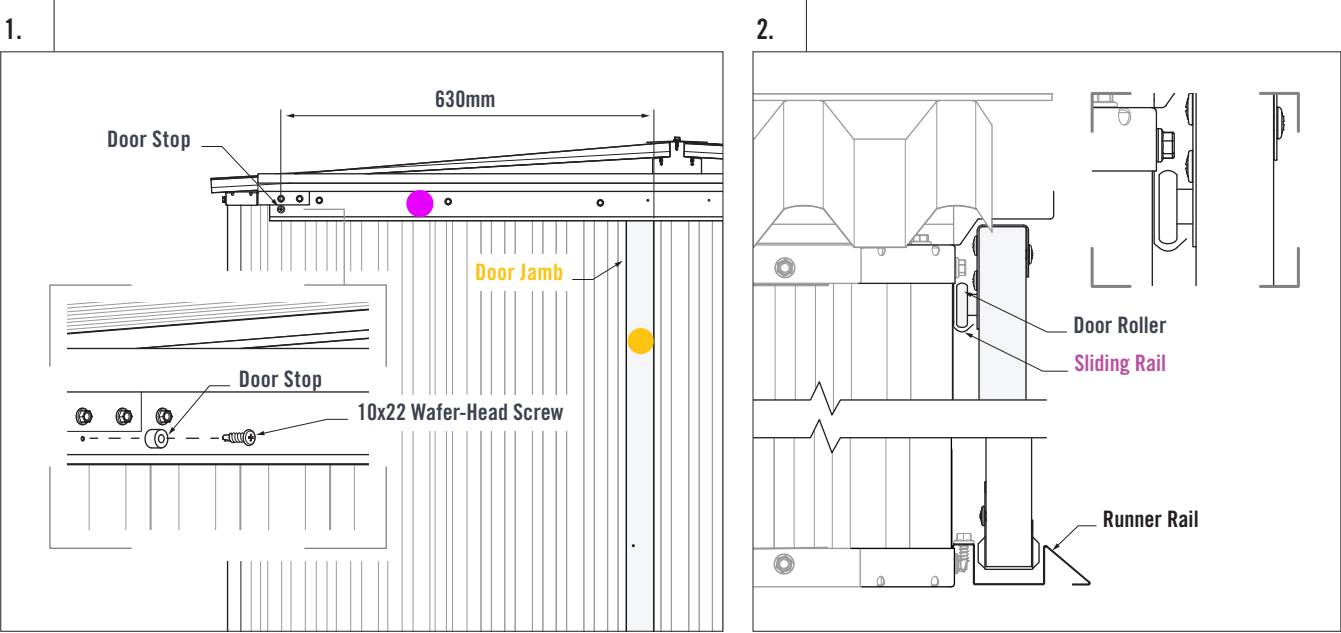 1.
630mm
Door Stop
Door Jamb
Door Stop
10x22 Wafer-Head Screw
2.
Door Roller
Sliding Rail
Runner Rail